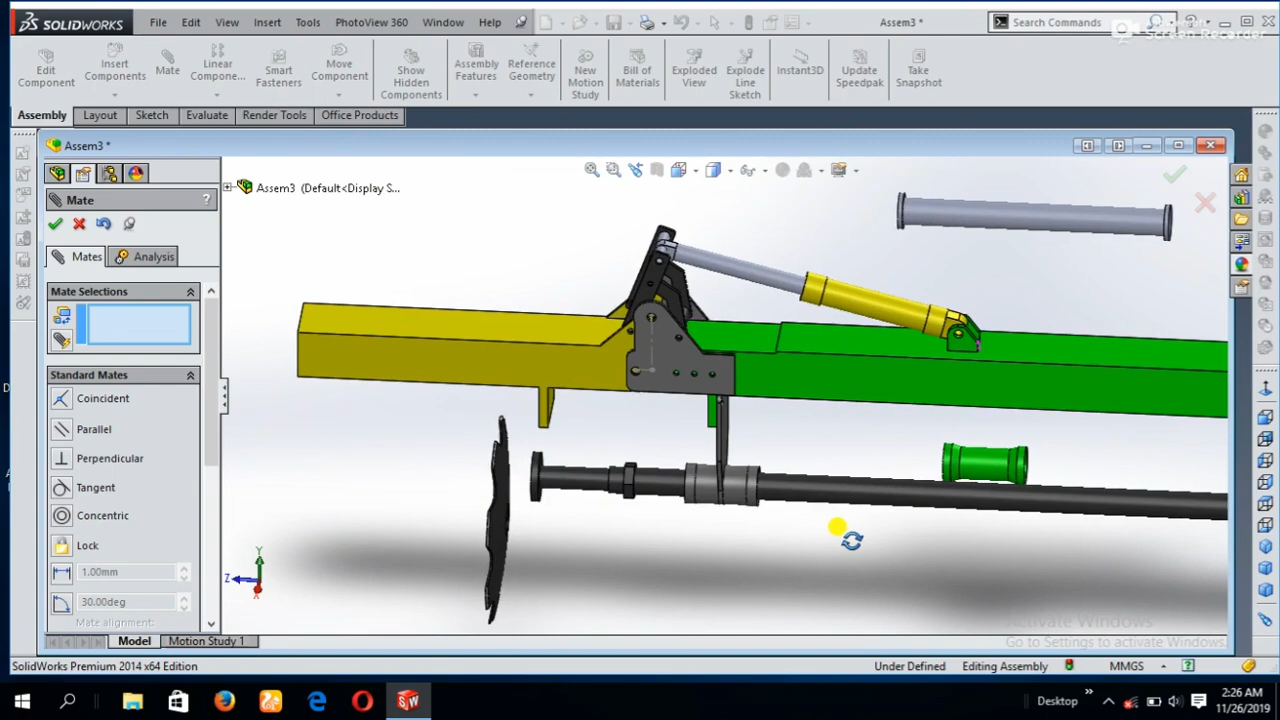 SOLIDWORKS
File Edit View Insert Tools PhotoView 360 Window Help
Assem3 *
Search Commands
Screen Recorder
Edit Component
Insert Components
Mate
Linear Compone...
Smart Fasteners
Move Component
Show Hidden Components
Assembly Features
Reference Geometry
New Motion Study
Bill of Materials
Exploded View
Explode Line Sketch
Instant3D
Update Speedpak
Take Snapshot
Assembly Layout Sketch Evaluate Render Tools Office Products
Assem3 *
Assem3 (Default<Display S...
Mate ?
Mates Analysis
Mate Selections
Standard Mates
Coincident
Parallel
Perpendicular
Tangent
Concentric
Lock
1.00mm
30.00deg
Mate alignment:
Y
Z
X
Activate Windows
Go to Settings to activate Windows.
Model Motion Study 1
SolidWorks Premium 2014 x64 Edition
Under Defined Editing Assembly MMGS
Desktop
2:26 AM
11/26/2019